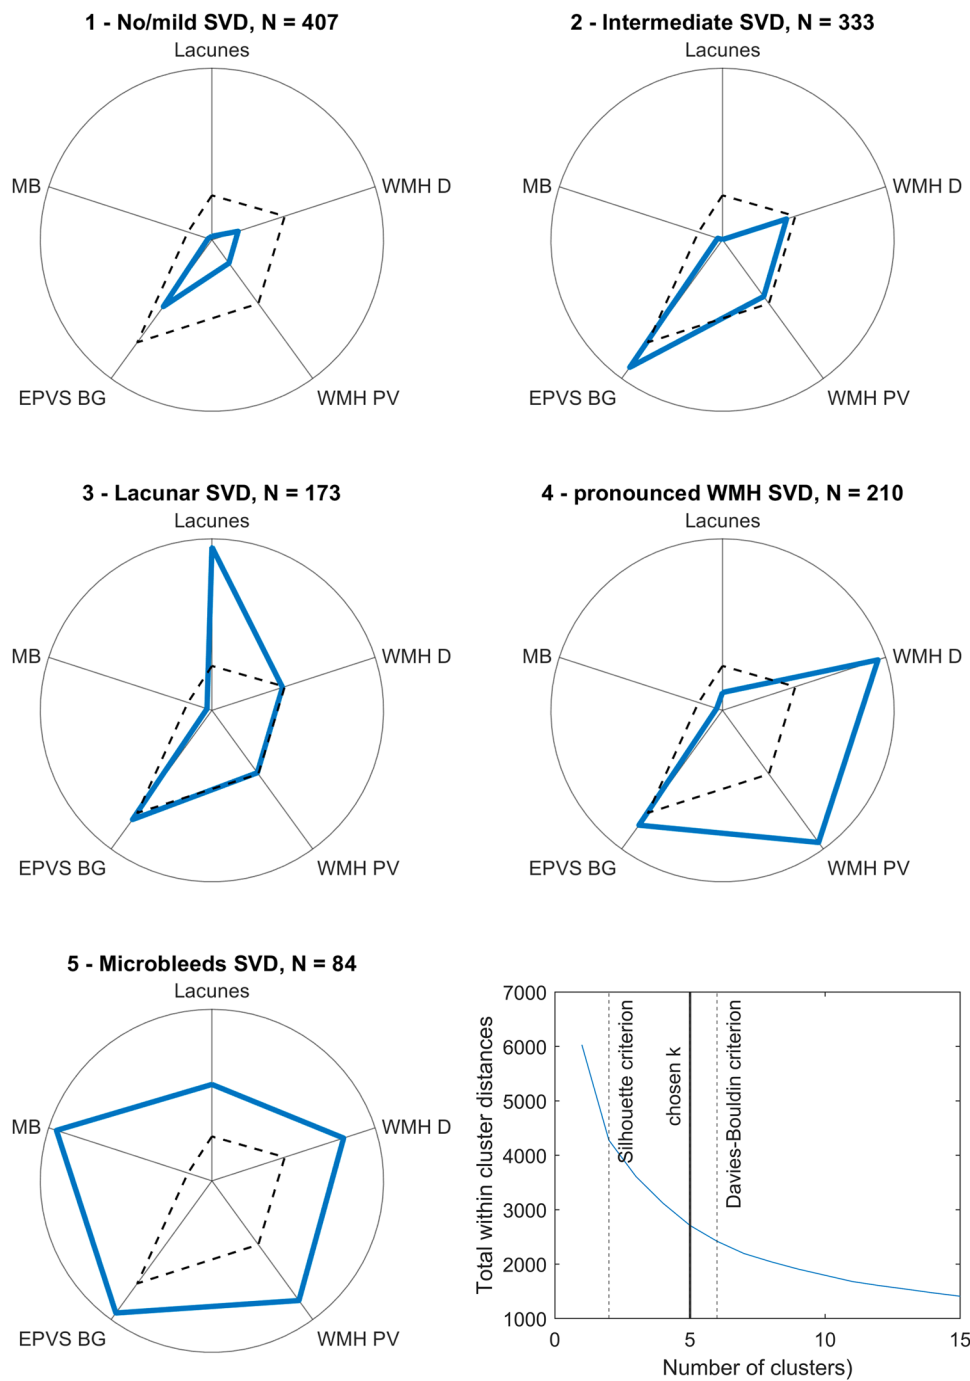 1 - No/mild SVD, N = 407
Lacunes
MB
WMH D
EPVS BG
WMH PV
2 - Intermediate SVD, N = 333
Lacunes
MB
WMH D
EPVS BG
WMH PV
3 - Lacunar SVD, N = 173
Lacunes
MB
WMH D
EPVS BG
WMH PV
4 - pronounced WMH SVD, N = 210
Lacunes
MB
WMH D
EPVS BG
WMH PV
5 - Microbleeds SVD, N = 84
Lacunes
MB
WMH D
EPVS BG
WMH PV
Total within cluster distances
7000
6000
5000
4000
3000
2000
1000
Silhouette criterion
chosen k
Davies-Bouldin criterion
0
5
10
15
Number of clusters)